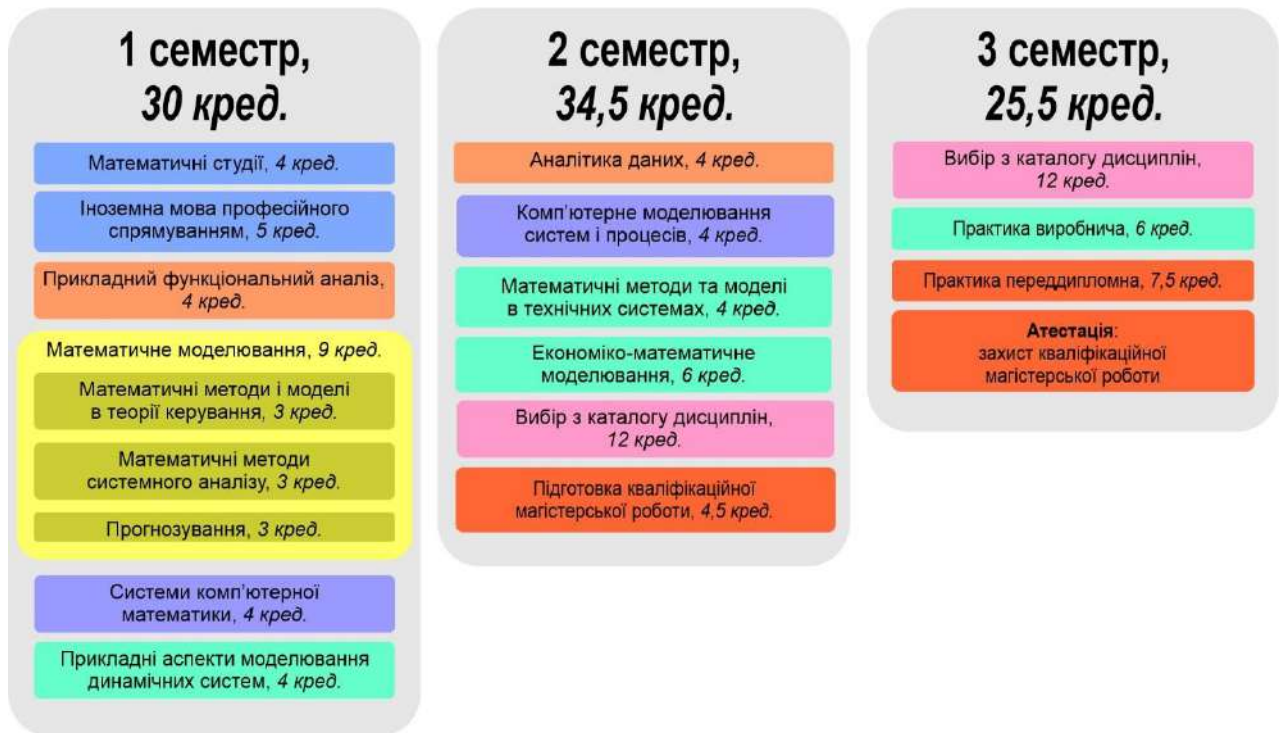 1 семестр,
30 кред.
Математичні студії, 4 кред.
Іноземна мова професійного
спрямуванням, 5 кред.
Прикладний функціональний аналіз,
4 кред.
Математичне моделювання, 9 кред.
Математичні методи і моделі
в теорії керування, 3 кред.
Математичні методи
системного аналізу, 3 кред.
Прогнозування, 3 кред.
Системи комп'ютерної
математики, 4 кред.
Прикладні аспекти моделювання
динамічних систем, 4 кред.
2 семестр,
34,5 кред.
Аналітика даних, 4 кред.
Комп'ютерне моделювання
систем і процесів, 4 кред.
Математичні методи та моделі
в технічних системах, 4 кред.
Економіко-математичне
моделювання, 6 кред.
Вибір з каталогу дисциплін,
12 кред.
Підготовка кваліфікаційної
магістерської роботи, 4,5 кред.
3 семестр,
25,5 кред.
Вибір з каталогу дисциплін,
12 кред.
Практика виробнича, 6 кред.
Практика переддипломна, 7,5 кред.
Атестація:
захист кваліфікаційної
магістерської роботи